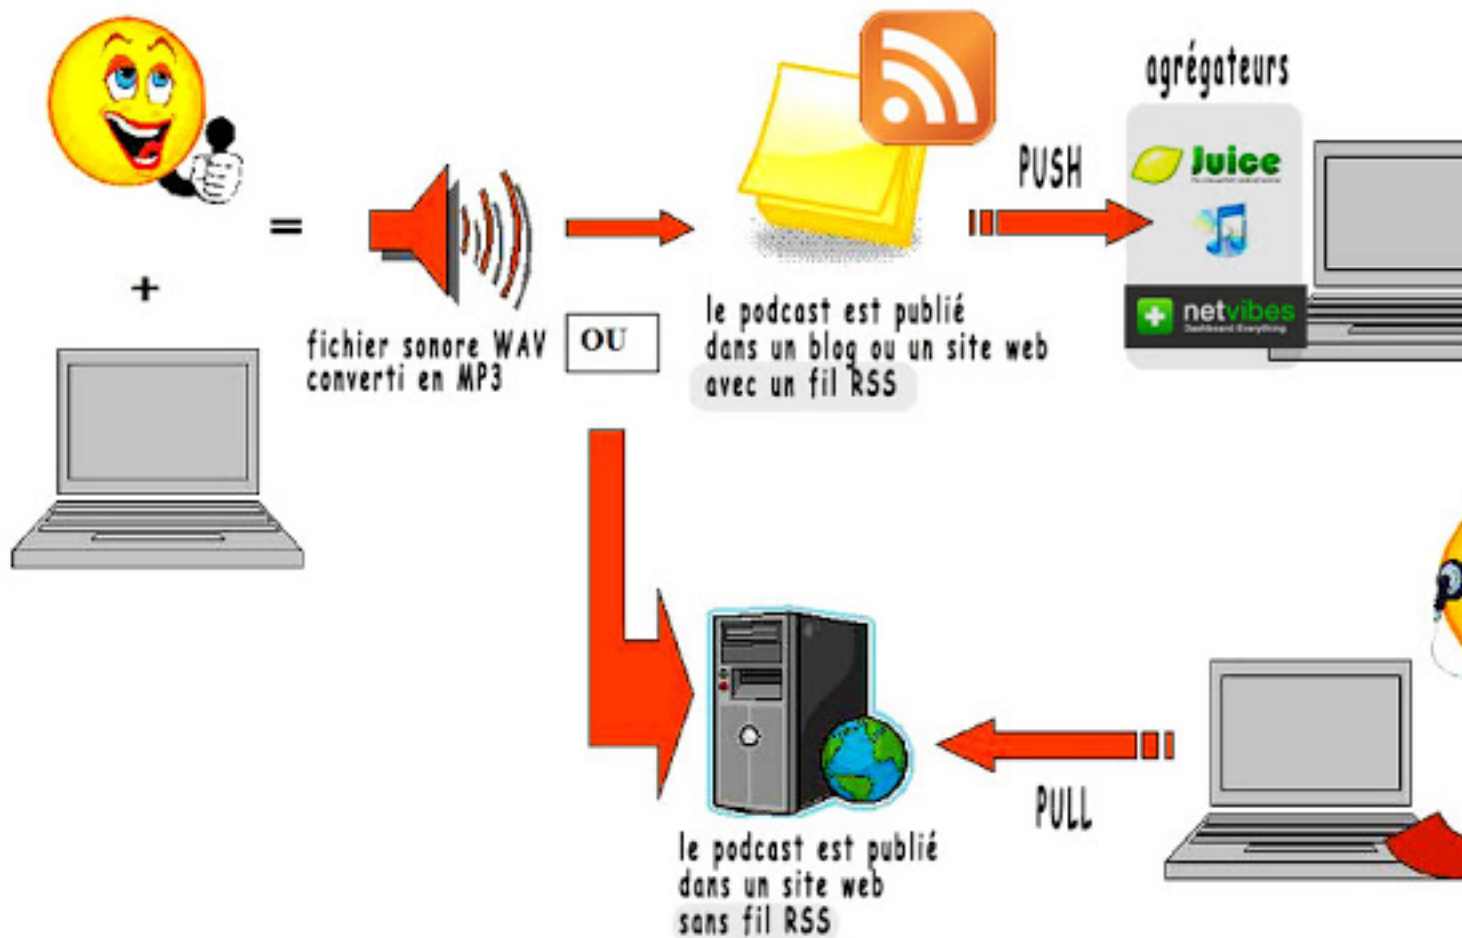 agrégateurs
PUSH
Juice
=
+
netvibes
Dashboard Everything
fichier sonore WAV
converti en MP3
OU
le podcast est publié
dans un blog ou un site web
avec un fil RSS
PULL
le podcast est publié
dans un site web
sans fil RSS